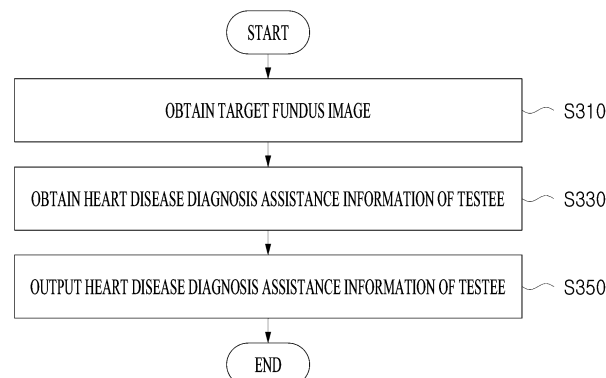 START
OBTAIN TARGET FUNDUS IMAGE
S310
OBTAIN HEART DISEASE DIAGNOSIS ASSISTANCE INFORMATION OF TESTEE
S330
OUTPUT HEART DISEASE DIAGNOSIS ASSISTANCE INFORMATION OF TESTEE
S350
END